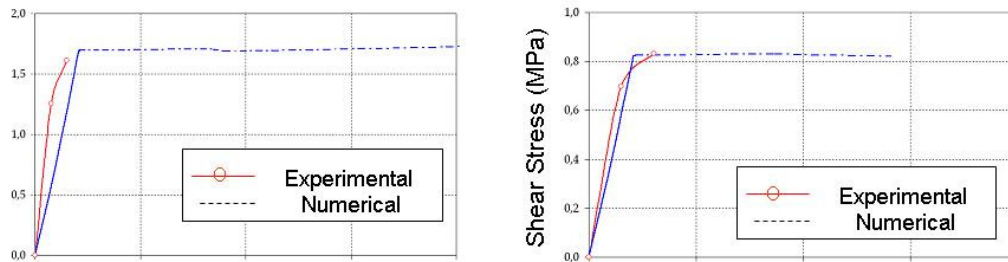 2,0
1,5
1,0
0,5
0,0
Experimental
Numerical
Shear Stress (MPa)
1,0
0,8
0,6
0,4
0,2
0,0
Experimental
Numerical